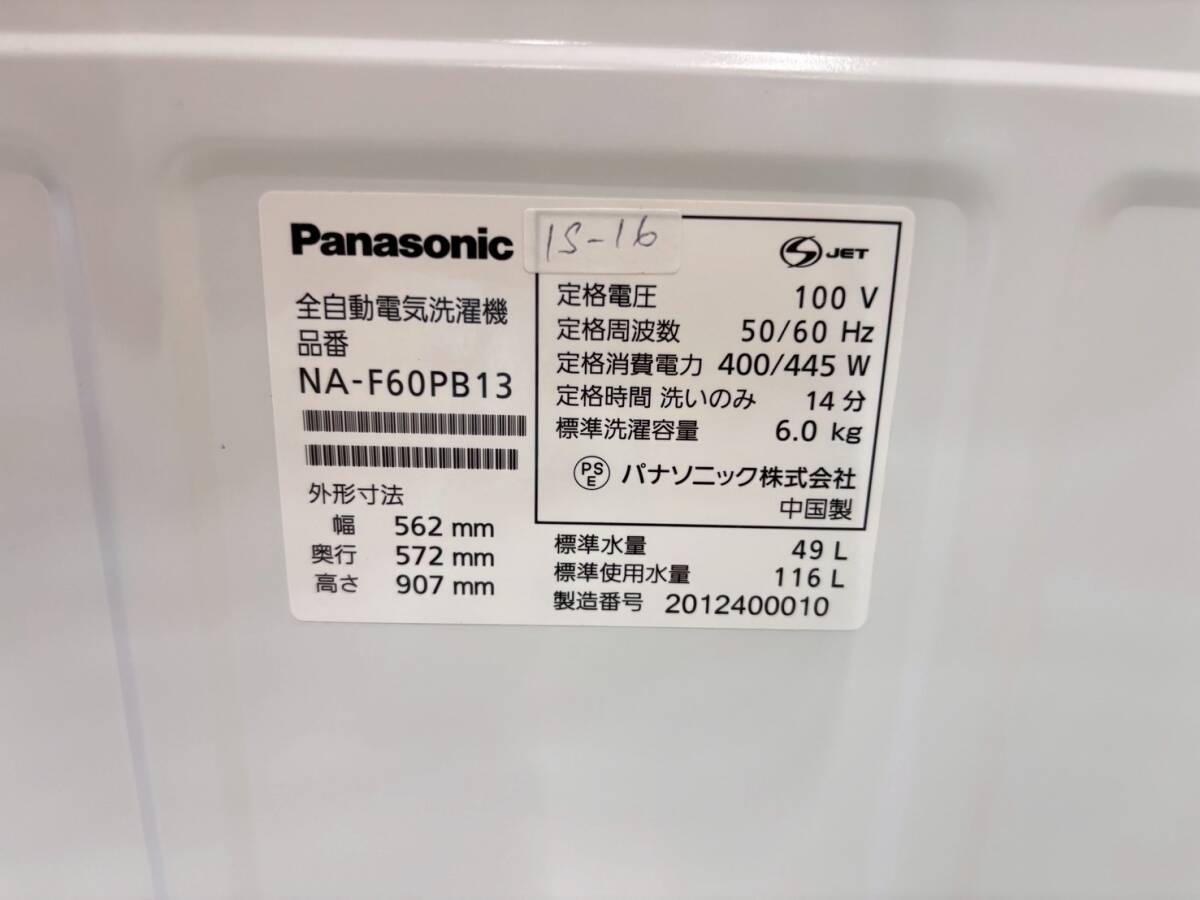 Panasonic
全自動電気洗濯機
品番
NA-F60PB13
外形寸法
幅 562 mm
奥行 572 mm
高さ 907 mm
15-16
S JET
定格電圧 100 V
定格周波数 50/60 Hz
定格消費電力 400/445 W
定格時間 洗いのみ 14 分
標準洗濯容量 6.0 kg
PSE パナソニック株式会社
中国製
標準水量 49 L
標準使用水量 116 L
製造番号 2012400010